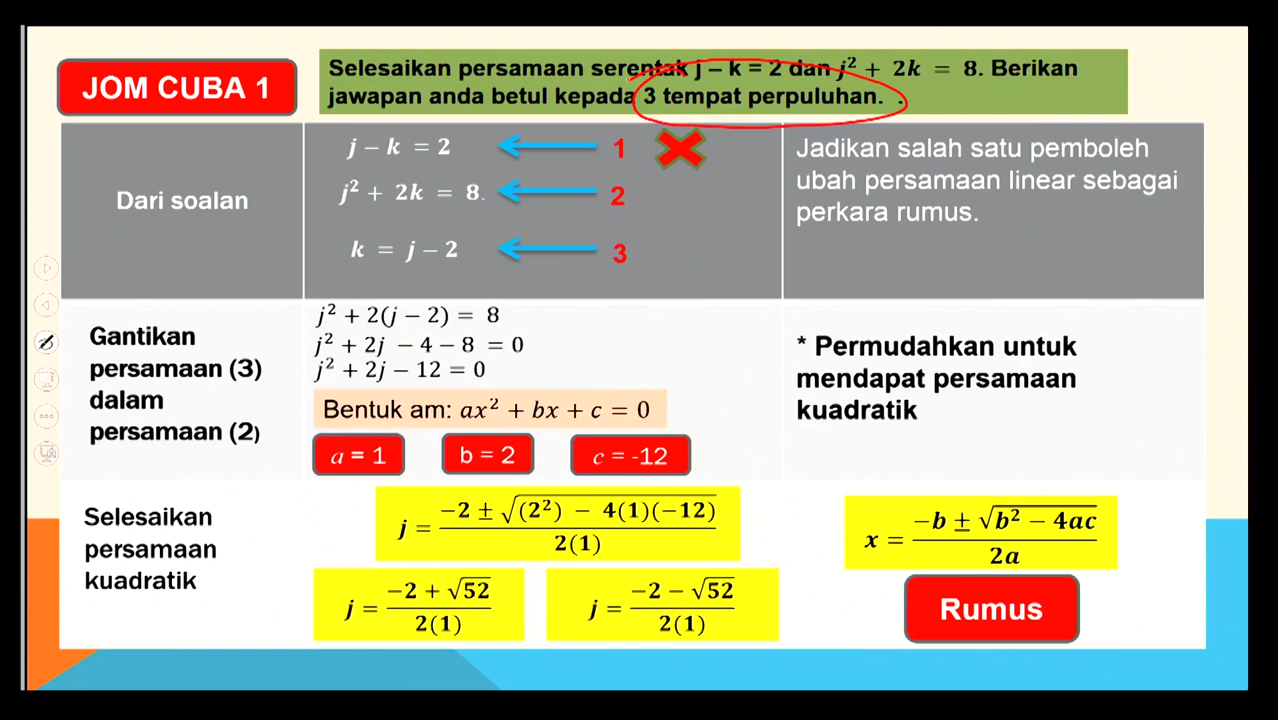 JOM CUBA 1
Selesaikan persamaan serentak j – k = 2 dan j² + 2k = 8. Berikan
jawapan anda betul kepada 3 tempat perpuluhan. .
Dari soalan
j − k = 2
1
j² + 2k = 8.
2
k = j − 2
3
Jadikan salah satu pemboleh
ubah persamaan linear sebagai
perkara rumus.
Gantikan
persamaan (3)
dalam
persamaan (2)
j² + 2(j − 2) = 8
j² + 2j − 4 − 8 = 0
j² + 2j − 12 = 0
Bentuk am: ax² + bx + c = 0
a = 1
b = 2
c = -12
* Permudahkan untuk
mendapat persamaan
kuadratik
Selesaikan
persamaan
kuadratik
j = (−2 ± √((2²) − 4(1)(−12))) / 2(1)
j = (−2 + √52) / 2(1)
j = (−2 − √52) / 2(1)
x = (−b ± √(b² − 4ac)) / 2a
Rumus